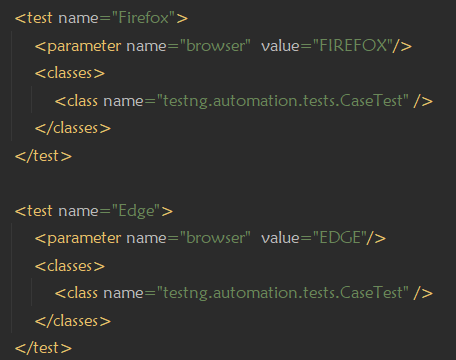 <test name="Firefox">
<parameter name="browser"  value="FIREFOX"/>
<classes>
<class name="testng.automation.tests.CaseTest" />
</classes>
</test>
<test name="Edge">
<parameter name="browser"  value="EDGE"/>
<classes>
<class name="testng.automation.tests.CaseTest" />
</classes>
</test>